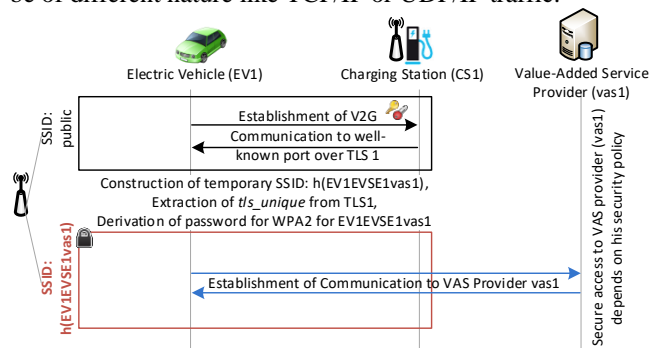 be of different nature like TCP/IP or UDP/IP traffic.
Electric Vehicle (EV1)
Charging Station (CS1)
Value-Added Service
Provider (vas1)
SSID:
public
Establishment of V2G
Communication to well-
known port over TLS 1
Construction of temporary SSID: h(EV1EVSE1vas1),
Extraction of tls_unique from TLS1,
Derivation of password for WPA2 for EV1EVSE1vas1
SSID:
h(EV1EVSE1vas1)
Establishment of Communication to VAS Provider vas1
Secure access to VAS provider (vas1)
depends on his security policy